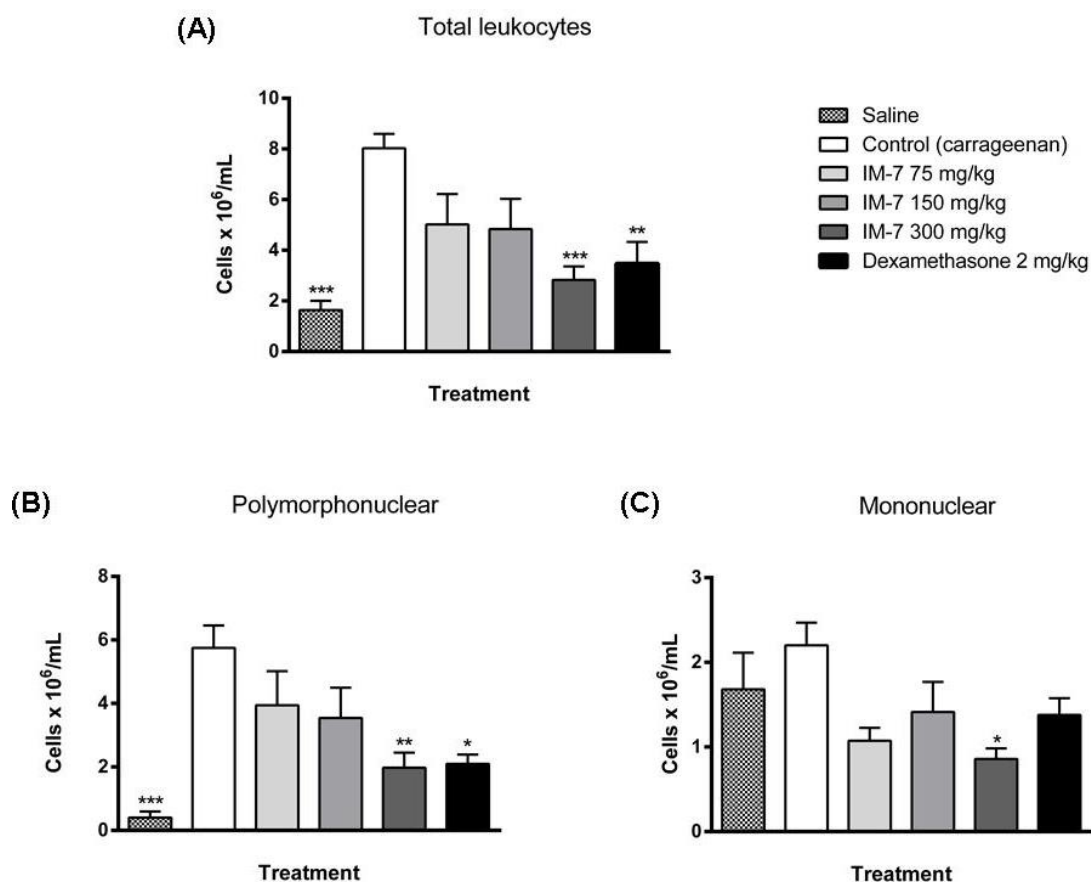 (A)
Total leukocytes
Cells x 10⁶/mL
10
8
6
4
2
0
***
***
**
Treatment
Saline
Control (carrageenan)
IM-7 75 mg/kg
IM-7 150 mg/kg
IM-7 300 mg/kg
Dexamethasone 2 mg/kg
(B)
Polymorphonuclear
Cells x 10⁶/mL
8
6
4
2
0
***
**
*
Treatment
(C)
Mononuclear
Cells x 10⁶/mL
3
2
1
0
*
Treatment